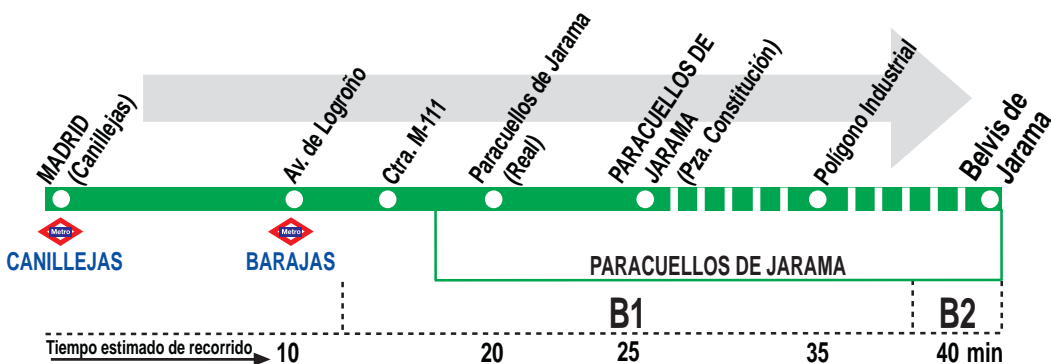 MADRID
(Canillejas)
Av. de Logroño
Ctra. M-111
Paracuellos de Jarama
(Real)
PARACUELLOS DE
JARAMA
(Pza. Constitución)
Polígono Industrial
Belvis de
Jarama
Metro
CANILLEJAS
Metro
BARAJAS
PARACUELLOS DE JARAMA
B1
B2
Tiempo estimado de recorrido 10 20 25 35 40 min